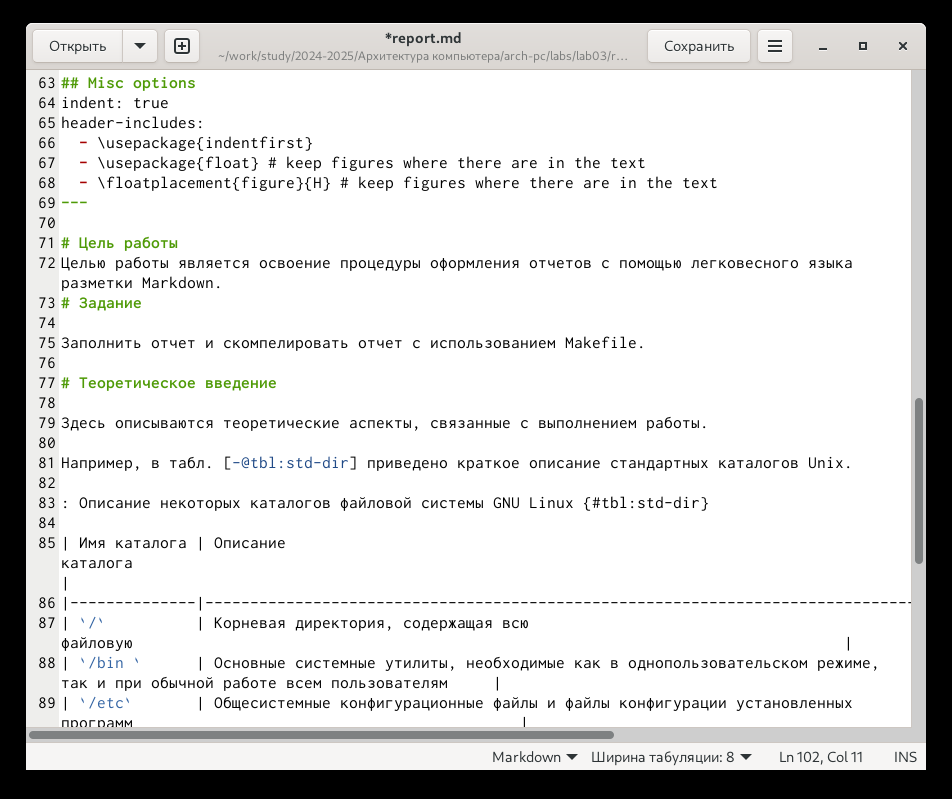 Открыть
*report.md
~/work/study/2024-2025/Архитектура компьютера/arch-pc/labs/lab03/r...
Сохранить
63 ## Misc options
64 indent: true
65 header-includes:
66   - \usepackage{indentfirst}
67   - \usepackage{float} # keep figures where there are in the text
68   - \floatplacement{figure}{H} # keep figures where there are in the text
69 ---
70
71 # Цель работы
72 Целью работы является освоение процедуры оформления отчетов с помощью легковесного языка
разметки Markdown.
73 # Задание
74
75 Заполнить отчет и скомпелировать отчет с использованием Makefile.
76
77 # Теоретическое введение
78
79 Здесь описываются теоретические аспекты, связанные с выполнением работы.
80
81 Например, в табл. [-@tbl:std-dir] приведено краткое описание стандартных каталогов Unix.
82
83 : Описание некоторых каталогов файловой системы GNU Linux {#tbl:std-dir}
84
85 | Имя каталога | Описание
каталога
|
86 |--------------|-------------------------------------------------------------------------------
87 | `/`          | Корневая директория, содержащая всю
файловую                                                                               |
88 | `/bin `      | Основные системные утилиты, необходимые как в однопользовательском режиме,
так и при обычной работе всем пользователям     |
89 | `/etc`       | Общесистемные конфигурационные файлы и файлы конфигурации установленных
программ                                           |
Markdown
Ширина табуляции: 8
Ln 102, Col 11
INS